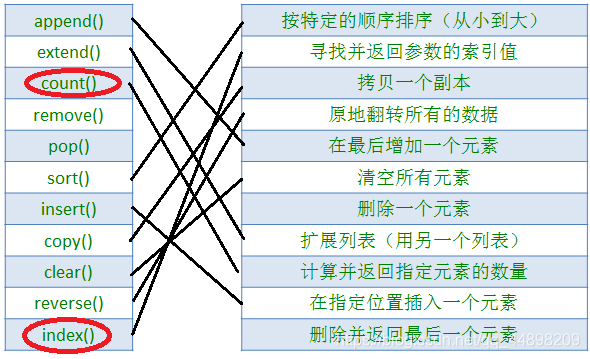 append() 按特定的顺序排序（从小到大）
extend() 寻找并返回参数的索引值
count() 拷贝一个副本
remove() 原地翻转所有的数据
pop() 在最后增加一个元素
sort() 清空所有元素
insert() 删除一个元素
copy() 扩展列表（用另一个列表）
clear() 计算并返回指定元素的数量
reverse() 在指定位置插入一个元素
index() 删除并返回最后一个元素